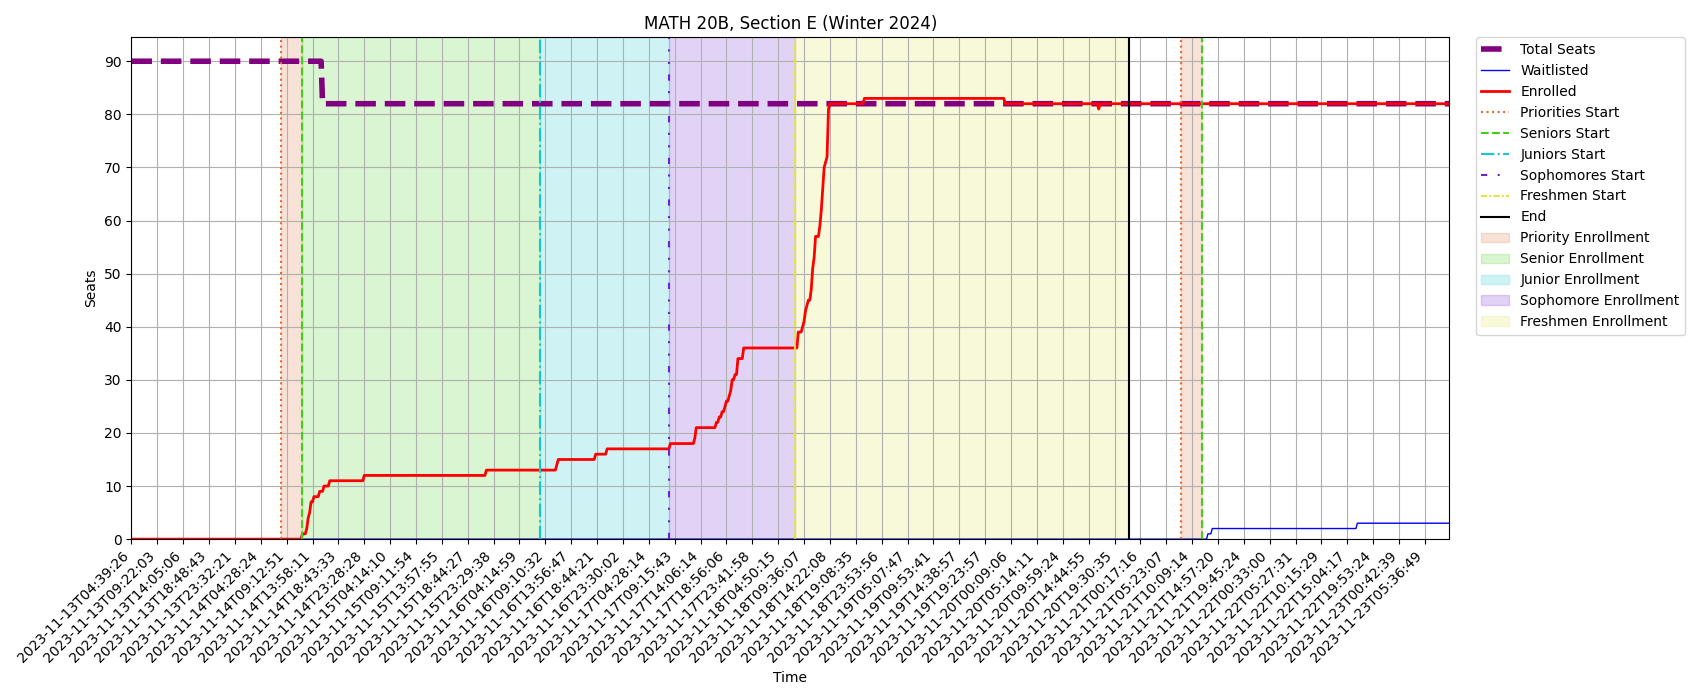 MATH 20B, Section E (Winter 2024)
Seats
90
80
70
60
50
40
30
20
10
0
2023-11-13T04:39:26
2023-11-13T09:22:03
2023-11-13T14:05:06
2023-11-13T18:48:43
2023-11-13T23:32:21
2023-11-14T04:28:24
2023-11-14T09:12:51
2023-11-14T13:58:11
2023-11-14T18:43:33
2023-11-14T23:28:28
2023-11-15T04:14:10
2023-11-15T09:11:54
2023-11-15T13:57:55
2023-11-15T18:44:27
2023-11-15T23:29:38
2023-11-16T04:14:59
2023-11-16T09:10:32
2023-11-16T13:56:47
2023-11-16T18:44:21
2023-11-16T23:30:02
2023-11-17T04:28:14
2023-11-17T09:15:43
2023-11-17T14:06:14
2023-11-17T18:56:06
2023-11-17T23:41:58
2023-11-18T04:50:15
2023-11-18T09:36:07
2023-11-18T14:22:08
2023-11-18T19:08:35
2023-11-18T23:53:56
2023-11-19T05:07:47
2023-11-19T09:53:41
2023-11-19T14:38:57
2023-11-19T19:23:57
2023-11-20T00:09:06
2023-11-20T05:14:11
2023-11-20T09:59:24
2023-11-20T14:44:55
2023-11-20T19:30:35
2023-11-21T00:17:16
2023-11-21T05:23:07
2023-11-21T10:09:14
2023-11-21T14:57:20
2023-11-21T19:45:24
2023-11-22T00:33:00
2023-11-22T05:27:31
2023-11-22T10:15:29
2023-11-22T15:04:17
2023-11-22T19:53:24
2023-11-23T00:42:39
2023-11-23T05:36:49
Time
Total Seats
Waitlisted
Enrolled
Priorities Start
Seniors Start
Juniors Start
Sophomores Start
Freshmen Start
End
Priority Enrollment
Senior Enrollment
Junior Enrollment
Sophomore Enrollment
Freshmen Enrollment